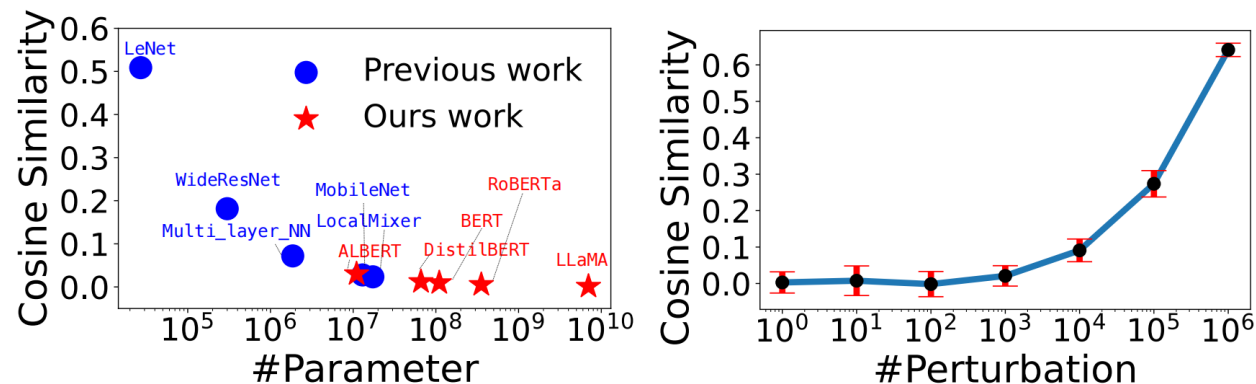 Cosine Similarity
0.6
0.5
0.4
0.3
0.2
0.1
0.0
LeNet
Previous work
Ours work
WideResNet
MobileNet
RoBERTa
Multi_layer_NN
LocalMixer
BERT
ALBERT
DistilBERT
LLaMA
10^5
10^6
10^7
10^8
10^9
10^10
#Parameter
Cosine Similarity
0.6
0.5
0.4
0.3
0.2
0.1
0.0
10^0
10^1
10^2
10^3
10^4
10^5
10^6
#Perturbation